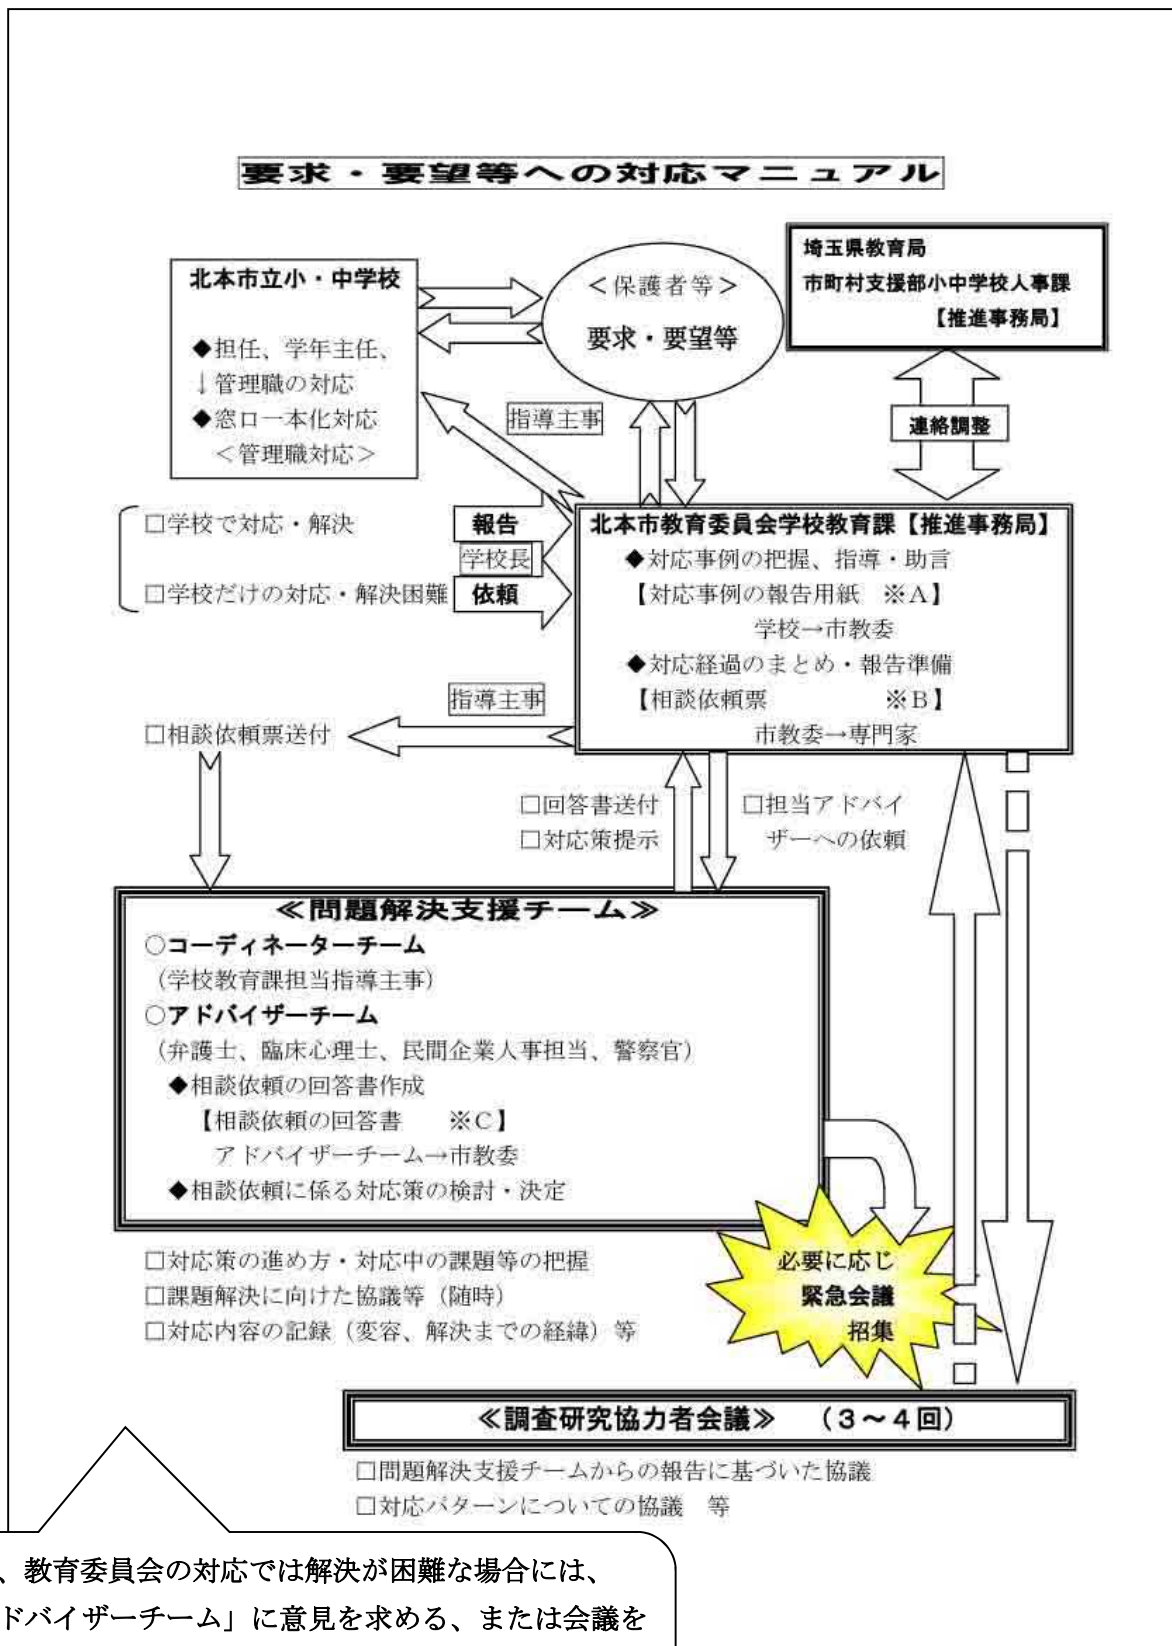 要求・要望等への対応マニュアル
北本市立小・中学校
◆担任、学年主任、
↓管理職の対応
◆窓口一本化対応
＜管理職対応＞
＜保護者等＞
要求・要望等
埼玉県教育局
市町村支援部小中学校人事課
【推進事務局】
指導主事
連絡調整
□学校で対応・解決
報告
学校長
□学校だけの対応・解決困難
依頼
北本市教育委員会学校教育課【推進事務局】
◆対応事例の把握、指導・助言
【対応事例の報告用紙　※Ａ】
学校→市教委
◆対応経過のまとめ・報告準備
【相談依頼票　※Ｂ】
市教委→専門家
指導主事
□相談依頼票送付
□回答書送付
□対応策提示
□担当アドバイ
ザーへの依頼
≪問題解決支援チーム≫
○コーディネーターチーム
（学校教育課担当指導主事）
○アドバイザーチーム
（弁護士、臨床心理士、民間企業人事担当、警察官）
◆相談依頼の回答書作成
【相談依頼の回答書　※Ｃ】
アドバイザーチーム→市教委
◆相談依頼に係る対応策の検討・決定
□対応策の進め方・対応中の課題等の把握
□課題解決に向けた協議等（随時）
□対応内容の記録（変容、解決までの経緯）等
必要に応じ
緊急会議
招集
≪調査研究協力者会議≫　（３～４回）
□問題解決支援チームからの報告に基づいた協議
□対応パターンについての協議　等
、教育委員会の対応では解決が困難な場合には、
ドバイザーチーム」に意見を求める、または会議を